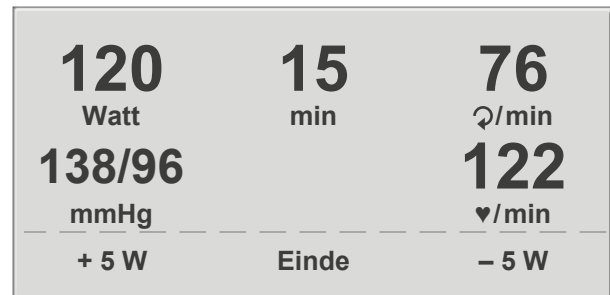 120 15 76
Watt min ⟳/min
138/96 122
mmHg ♥/min
+ 5 W Einde – 5 W